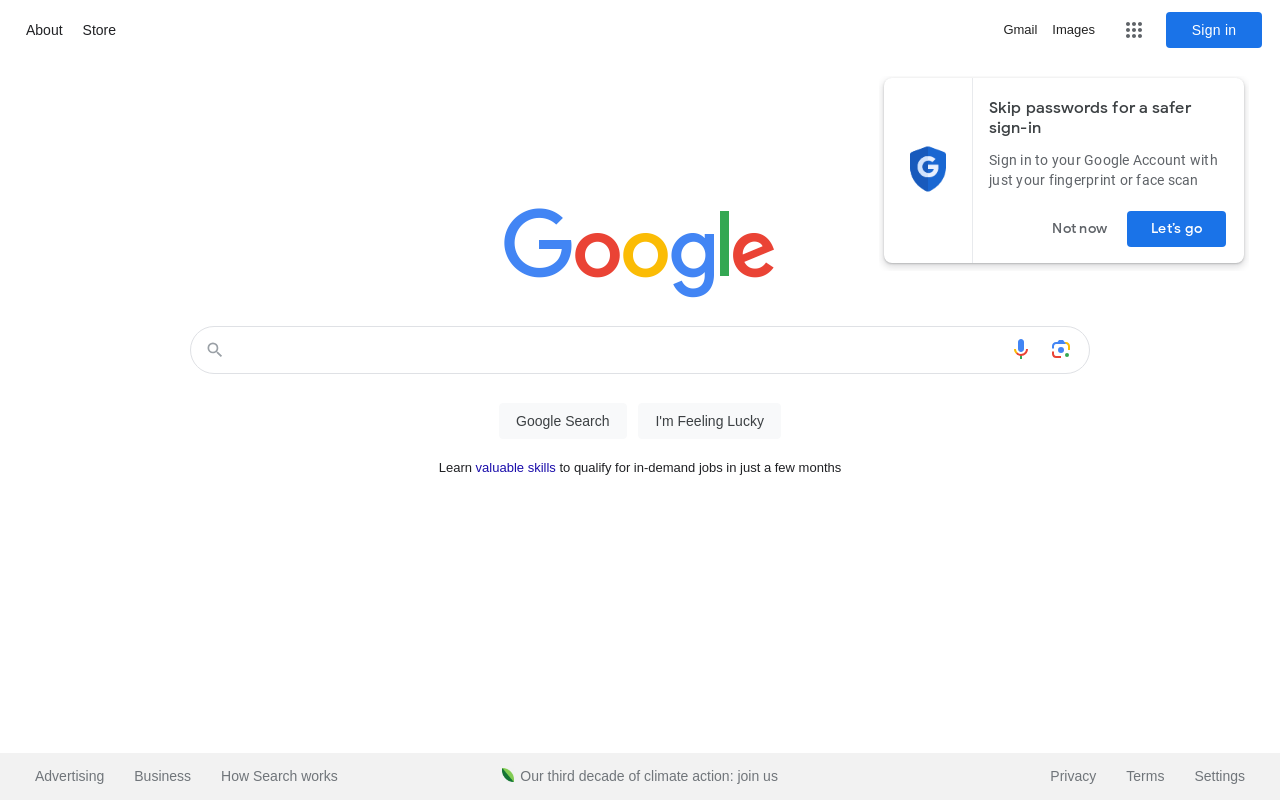 About Store
Gmail Images
Sign in
Skip passwords for a safer
sign-in
Sign in to your Google Account with
just your fingerprint or face scan
Not now Let's go
Google
Google Search I'm Feeling Lucky
Learn valuable skills to qualify for in-demand jobs in just a few months
Advertising Business How Search works
Our third decade of climate action: join us
Privacy Terms Settings